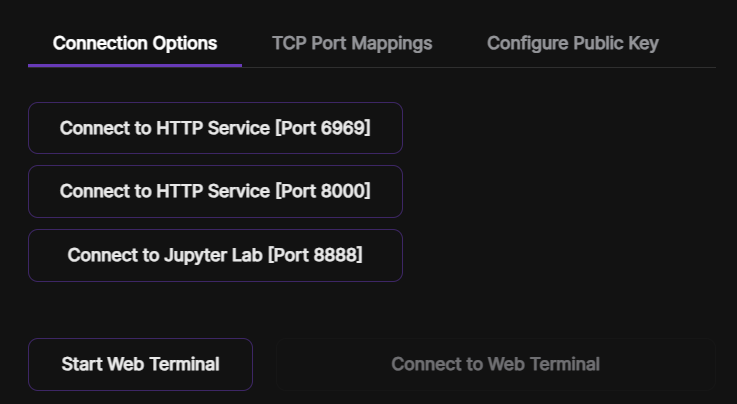 Connection Options TCP Port Mappings Configure Public Key
Connect to HTTP Service [Port 6969]
Connect to HTTP Service [Port 8000]
Connect to Jupyter Lab [Port 8888]
Start Web Terminal Connect to Web Terminal